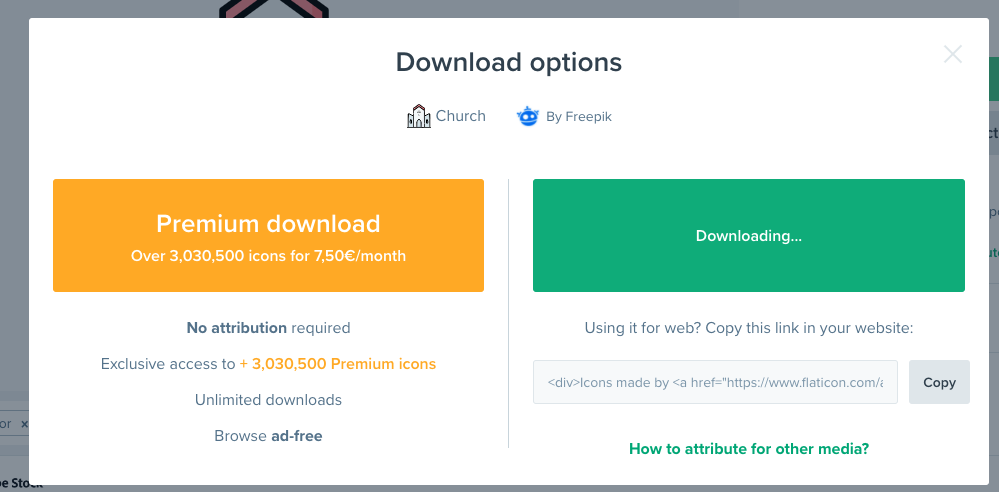 Download options
Church
By Freepik
Premium download
Over 3,030,500 icons for 7,50€/month
No attribution required
Exclusive access to + 3,030,500 Premium icons
Unlimited downloads
Browse ad-free
Downloading...
Using it for web? Copy this link in your website:
<div>Icons made by <a href="https://www.flaticon.com/a
Copy
How to attribute for other media?
or ×
pe Stock